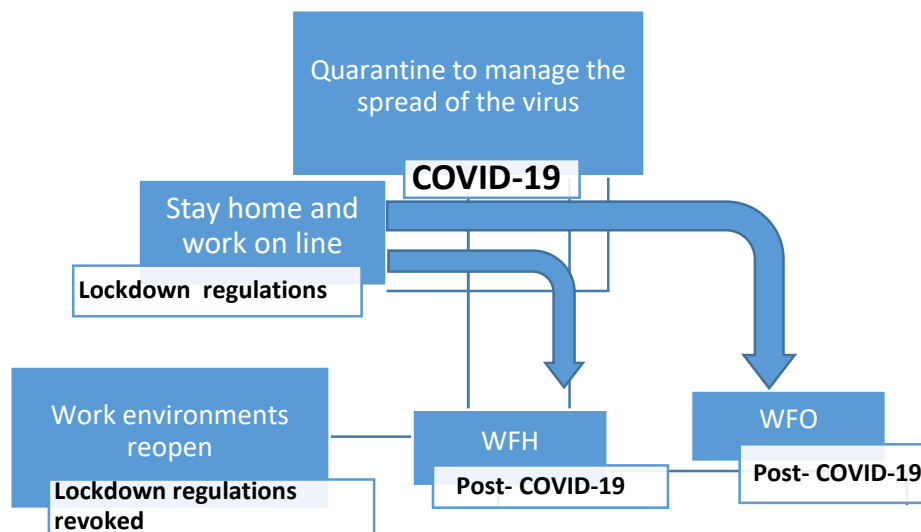 Quarantine to manage the
spread of the virus
COVID-19
Stay home and
work on line
Lockdown  regulations
Work environments
reopen
Lockdown regulations
revoked
WFH
Post- COVID-19
WFO
Post- COVID-19